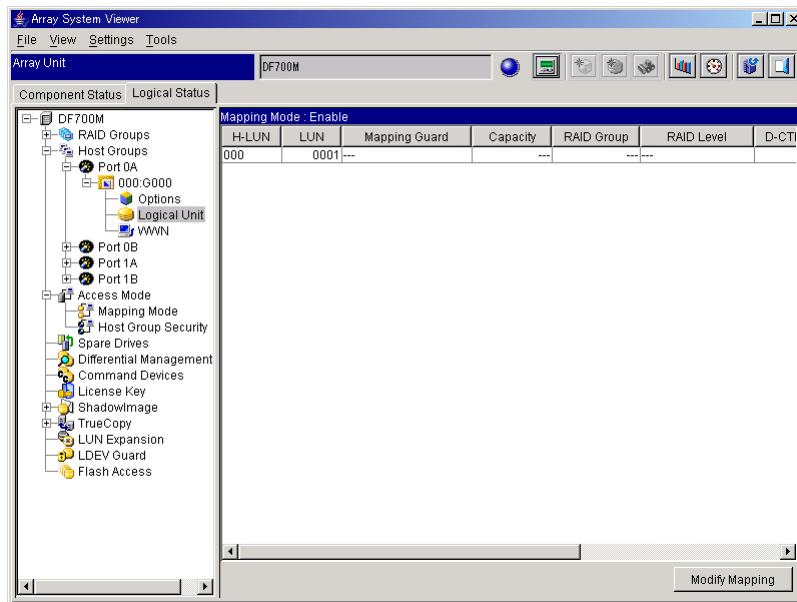 Array System Viewer
File View Settings Tools
Array Unit
DF700M
Component Status Logical Status
DF700M
RAID Groups
Host Groups
Port 0A
000:G000
Options
Logical Unit
WWN
Port 0B
Port 1A
Port 1B
Access Mode
Mapping Mode
Host Group Security
Spare Drives
Differential Management
Command Devices
License Key
ShadowImage
TrueCopy
LUN Expansion
LDEV Guard
Flash Access
Mapping Mode : Enable
H-LUN LUN Mapping Guard Capacity RAID Group RAID Level D-CT
000 0001 --- --- --- ---
Modify Mapping